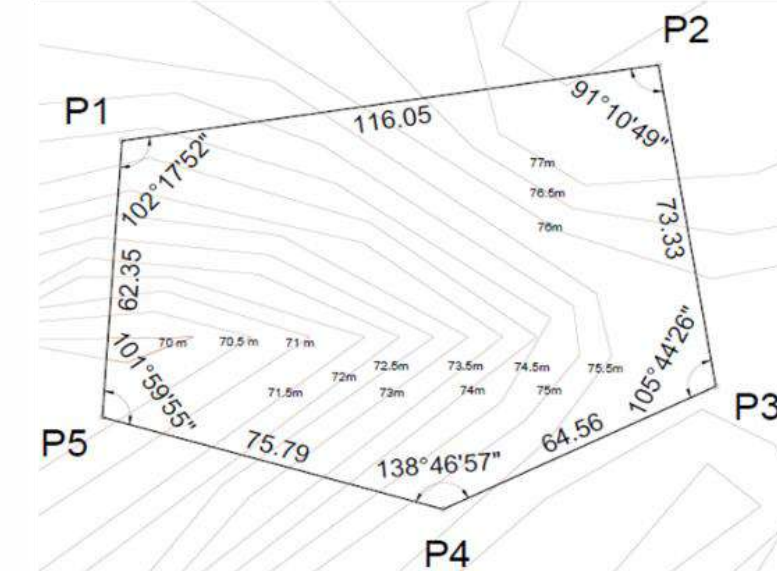 P2
P1
116.05
91°10'49"
102°17'52"
77m
76.5m
76m
73.33
62.35
70 m
70.5 m
71 m
72.5m
73.5m
74.5m
75.5m
71.5m
72m
73m
74m
75m
101°59'55"
105°44'26"
P3
P5
75.79
138°46'57"
64.56
P4